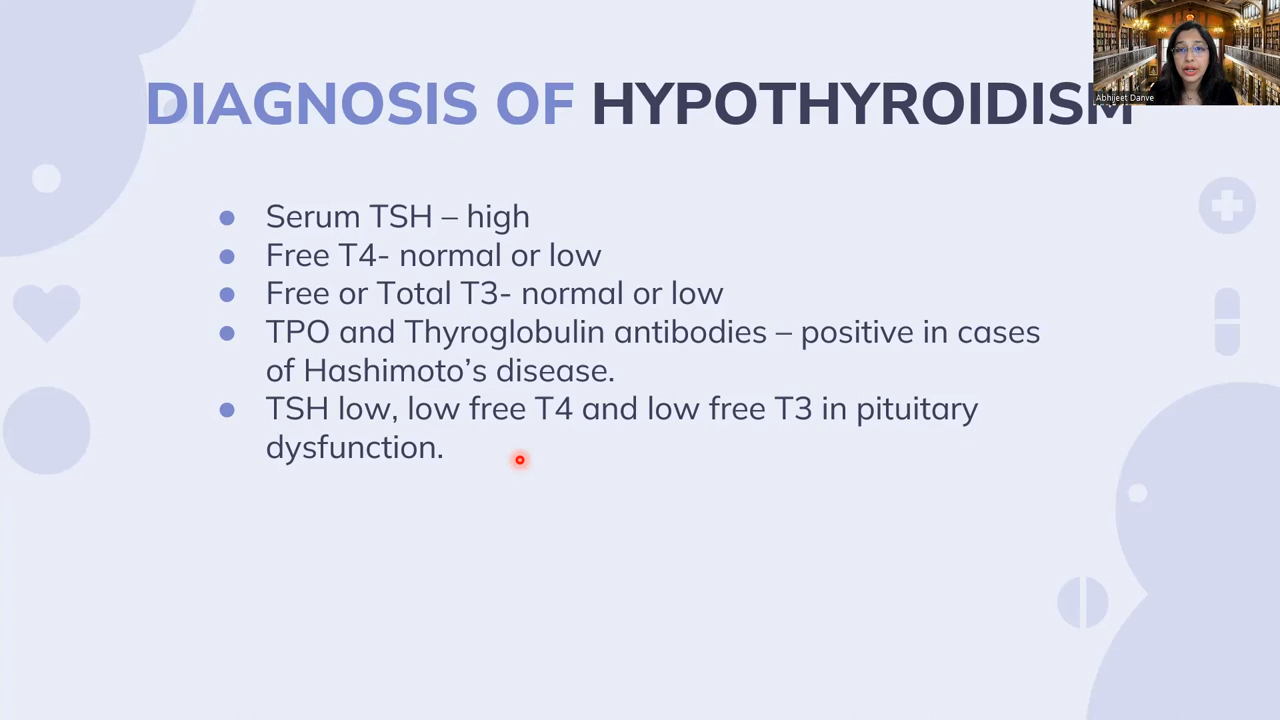 Abhijeet Danve
DIAGNOSIS OF HYPOTHYROIDISM
● Serum TSH – high
● Free T4- normal or low
● Free or Total T3- normal or low
● TPO and Thyroglobulin antibodies – positive in cases
of Hashimoto’s disease.
● TSH low, low free T4 and low free T3 in pituitary
dysfunction.